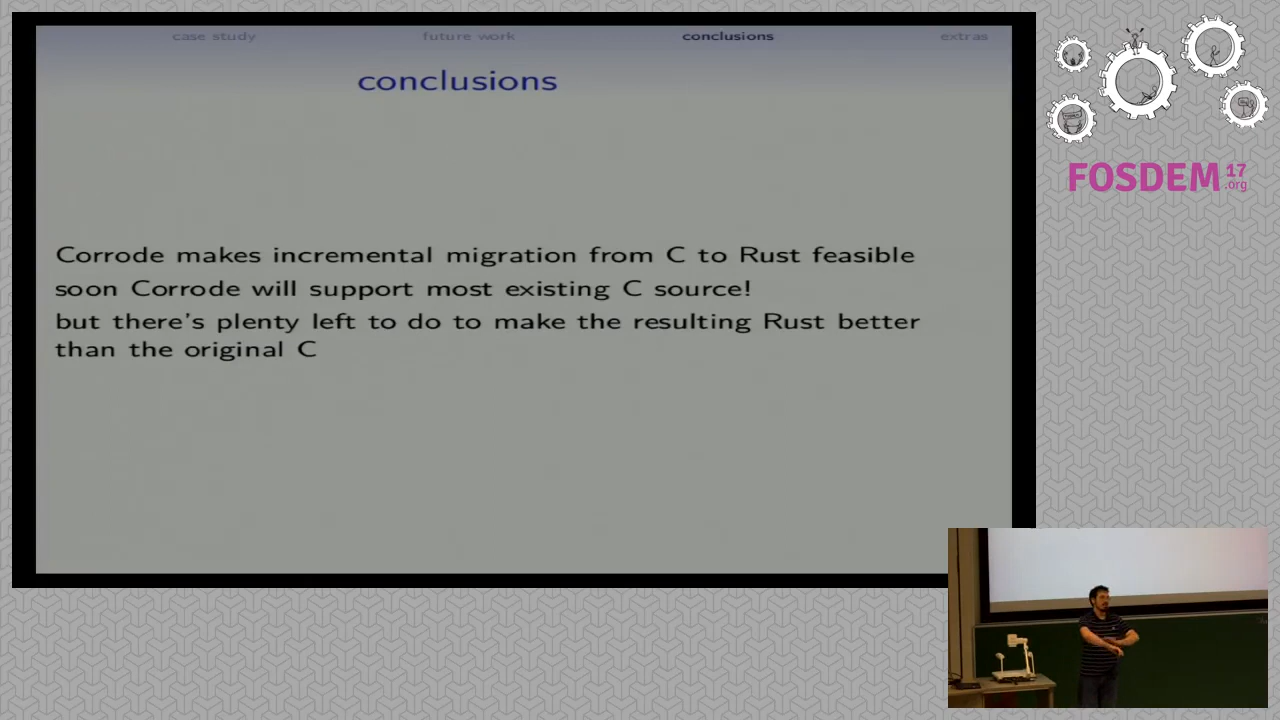 case study future work conclusions extras
conclusions
Corrode makes incremental migration from C to Rust feasible
soon Corrode will support most existing C source!
but there's plenty left to do to make the resulting Rust better
than the original C
FOSDEM 17
.org